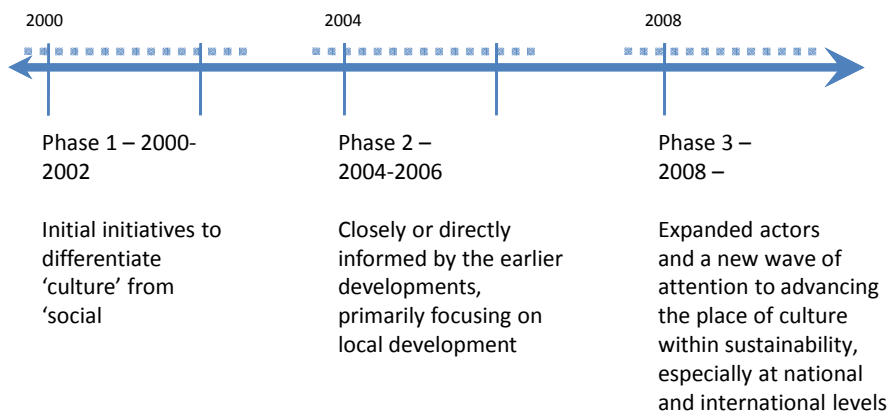 2000
2004
2008
Phase 1 – 2000-
2002
Initial initiatives to
differentiate
‘culture’ from
‘social
Phase 2 –
2004-2006
Closely or directly
informed by the earlier
developments,
primarily focusing on
local development
Phase 3 –
2008 –
Expanded actors
and a new wave of
attention to advancing
the place of culture
within sustainability,
especially at national
and international levels